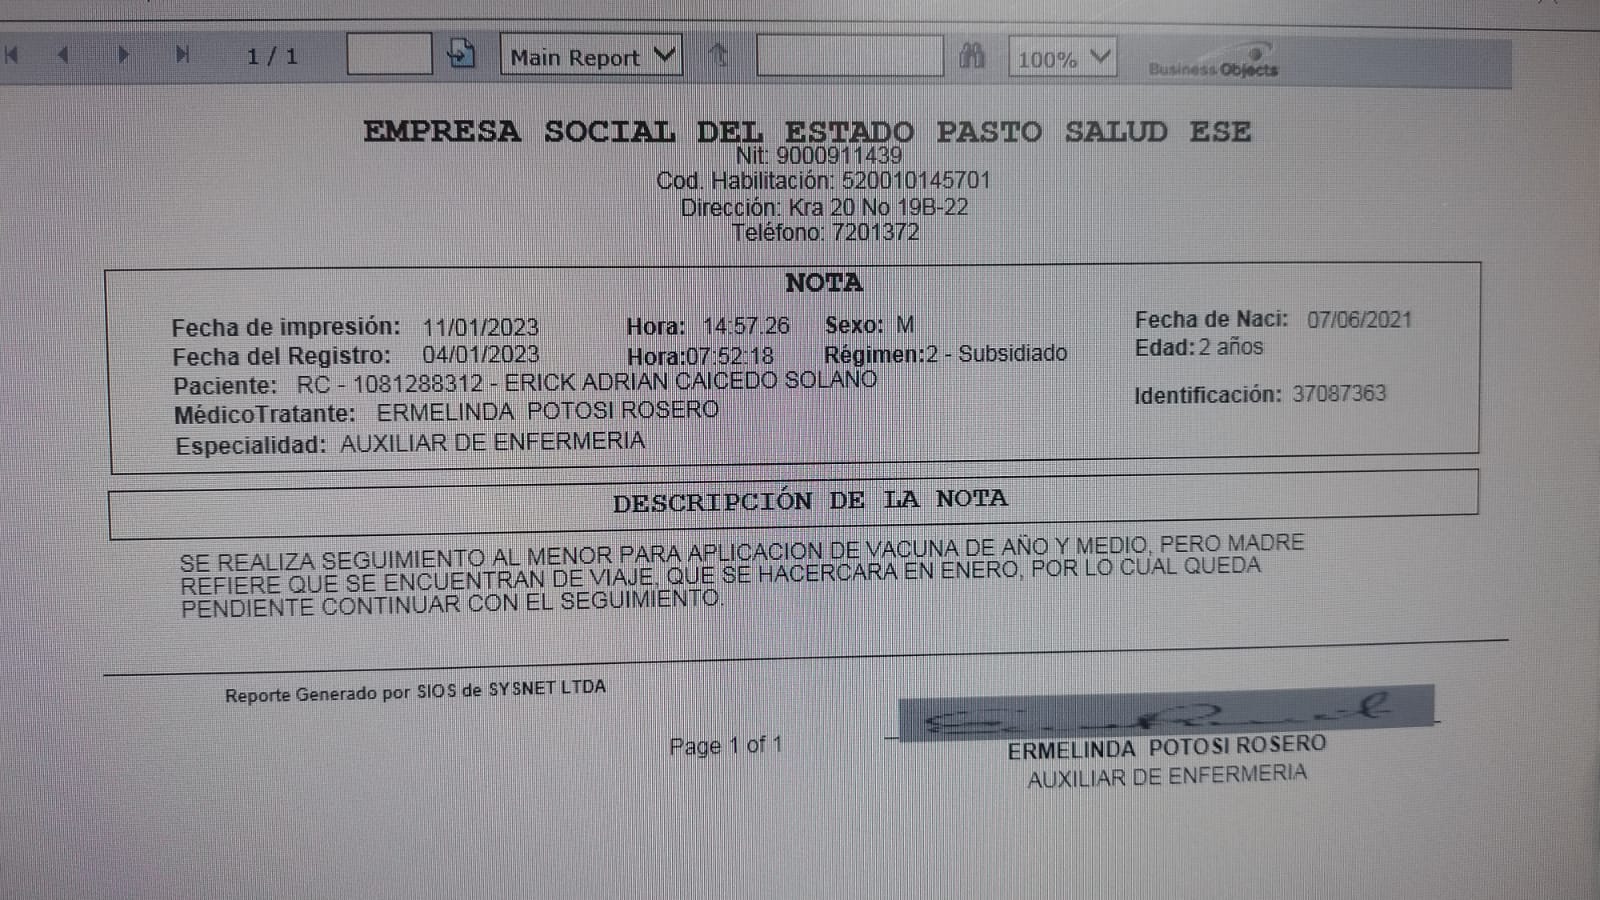 1 / 1 Main Report 100% Business Objects
EMPRESA SOCIAL DEL ESTADO PASTO SALUD ESE
Nit: 9000911439
Cod. Habilitación: 520010145701
Dirección: Kra 20 No 19B-22
Teléfono: 7201372
NOTA
Fecha de impresión: 11/01/2023 Hora: 14:57.26 Sexo: M Fecha de Naci: 07/06/2021
Fecha del Registro: 04/01/2023 Hora:07:52:18 Régimen:2 - Subsidiado Edad:2 años
Paciente: RC - 1081288312 - ERICK ADRIAN CAICEDO SOLANO
MédicoTratante: ERMELINDA POTOSI ROSERO Identificación: 37087363
Especialidad: AUXILIAR DE ENFERMERIA
DESCRIPCIÓN DE LA NOTA
SE REALIZA SEGUIMIENTO AL MENOR PARA APLICACION DE VACUNA DE AÑO Y MEDIO, PERO MADRE
REFIERE QUE SE ENCUENTRAN DE VIAJE, QUE SE HACERCARA EN ENERO, POR LO CUAL QUEDA
PENDIENTE CONTINUAR CON EL SEGUIMIENTO.
Reporte Generado por SIOS de SYSNET LTDA
Page 1 of 1
ERMELINDA POTOSI ROSERO
AUXILIAR DE ENFERMERIA